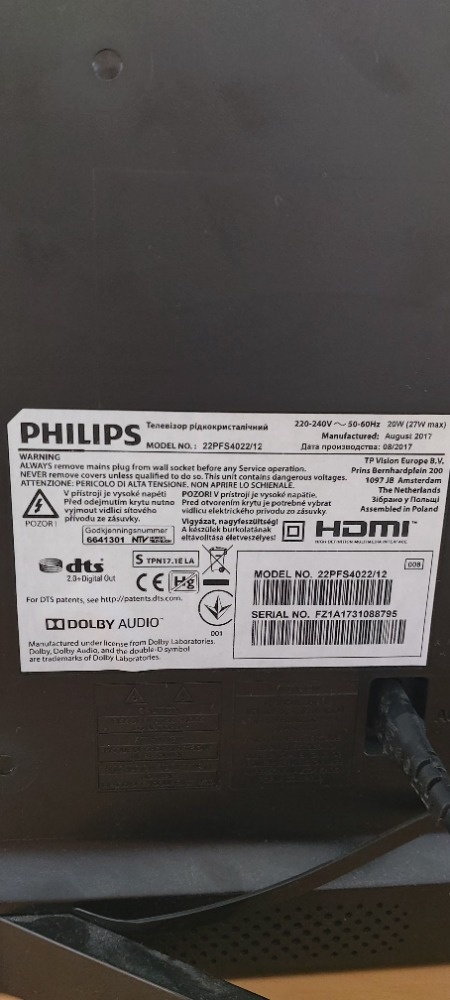 PHILIPS
Телевізор рідкокристалічний
MODEL NO.: 22PFS4022/12
220-240V ~ 50-60Hz 20W (27W max)
Manufactured: August 2017
Дата производства: 08/2017
WARNING
ALWAYS remove mains plug from wall socket before any Service operation.
NEVER remove covers unless qualified to do so. This unit contains dangerous voltages.
ATTENZIONE: PERICOLO DI ALTA TENSIONE, NON APRIRE LO SCHIENALE.
TP Vision Europe B.V.
Prins Bernhardplein 200
1097 JB Amsterdam
The Netherlands
Зібрано у Польщі
Assembled in Poland
POZOR!
V přístroji je vysoké napětí
Před odejmutím krytu nutno
vyjmout vidlici síťového
přívodu ze zásuvky.
POZOR! V prístroji je vysoké napätie.
Pred otvorením krytu je potrebné vybrať
vidlicu elektrického prívodu zo zásuvky.
Vigyázat, nagyfeszültség!
A készülék burkolatának
eltávolítása életveszélyes!
HDMI
HIGH-DEFINITION MULTIMEDIA INTERFACE
Godkjenningsnummer
6641301 NTV
dts
2.0+Digital Out
S TPN17.1E LA
CE Hg
For DTS patents, see http://patents.dts.com.
001
DOLBY AUDIO™
Manufactured under license from Dolby Laboratories.
Dolby, Dolby Audio, and the double-D symbol
are trademarks of Dolby Laboratories.
008
MODEL NO. 22PFS4022/12
SERIAL NO. FZ1A1731088795